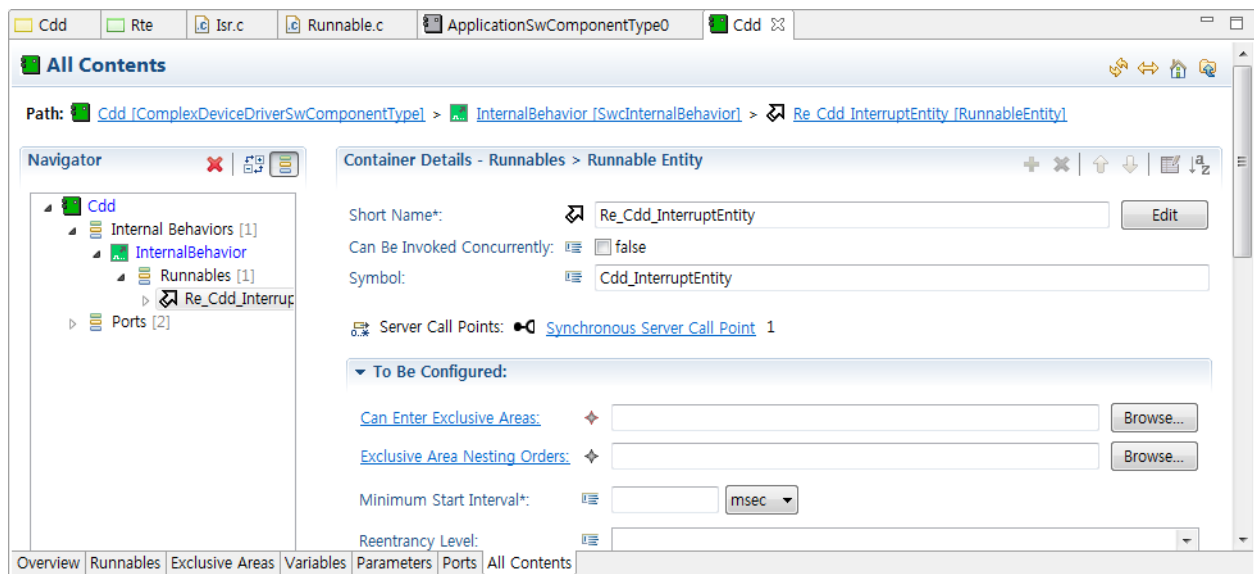 Cdd Rte Isr.c Runnable.c ApplicationSwComponentType0 Cdd
All Contents
Path: Cdd [ComplexDeviceDriverSwComponentType] > InternalBehavior [SwcInternalBehavior] > Re_Cdd_InterruptEntity [RunnableEntity]
Navigator
Cdd
Internal Behaviors [1]
InternalBehavior
Runnables [1]
Re_Cdd_Interrup
Ports [2]
Container Details - Runnables > Runnable Entity
Short Name*: Re_Cdd_InterruptEntity Edit
Can Be Invoked Concurrently: false
Symbol: Cdd_InterruptEntity
Server Call Points: Synchronous Server Call Point 1
To Be Configured:
Can Enter Exclusive Areas: Browse...
Exclusive Area Nesting Orders: Browse...
Minimum Start Interval*: msec
Reentrancy Level:
Overview Runnables Exclusive Areas Variables Parameters Ports All Contents